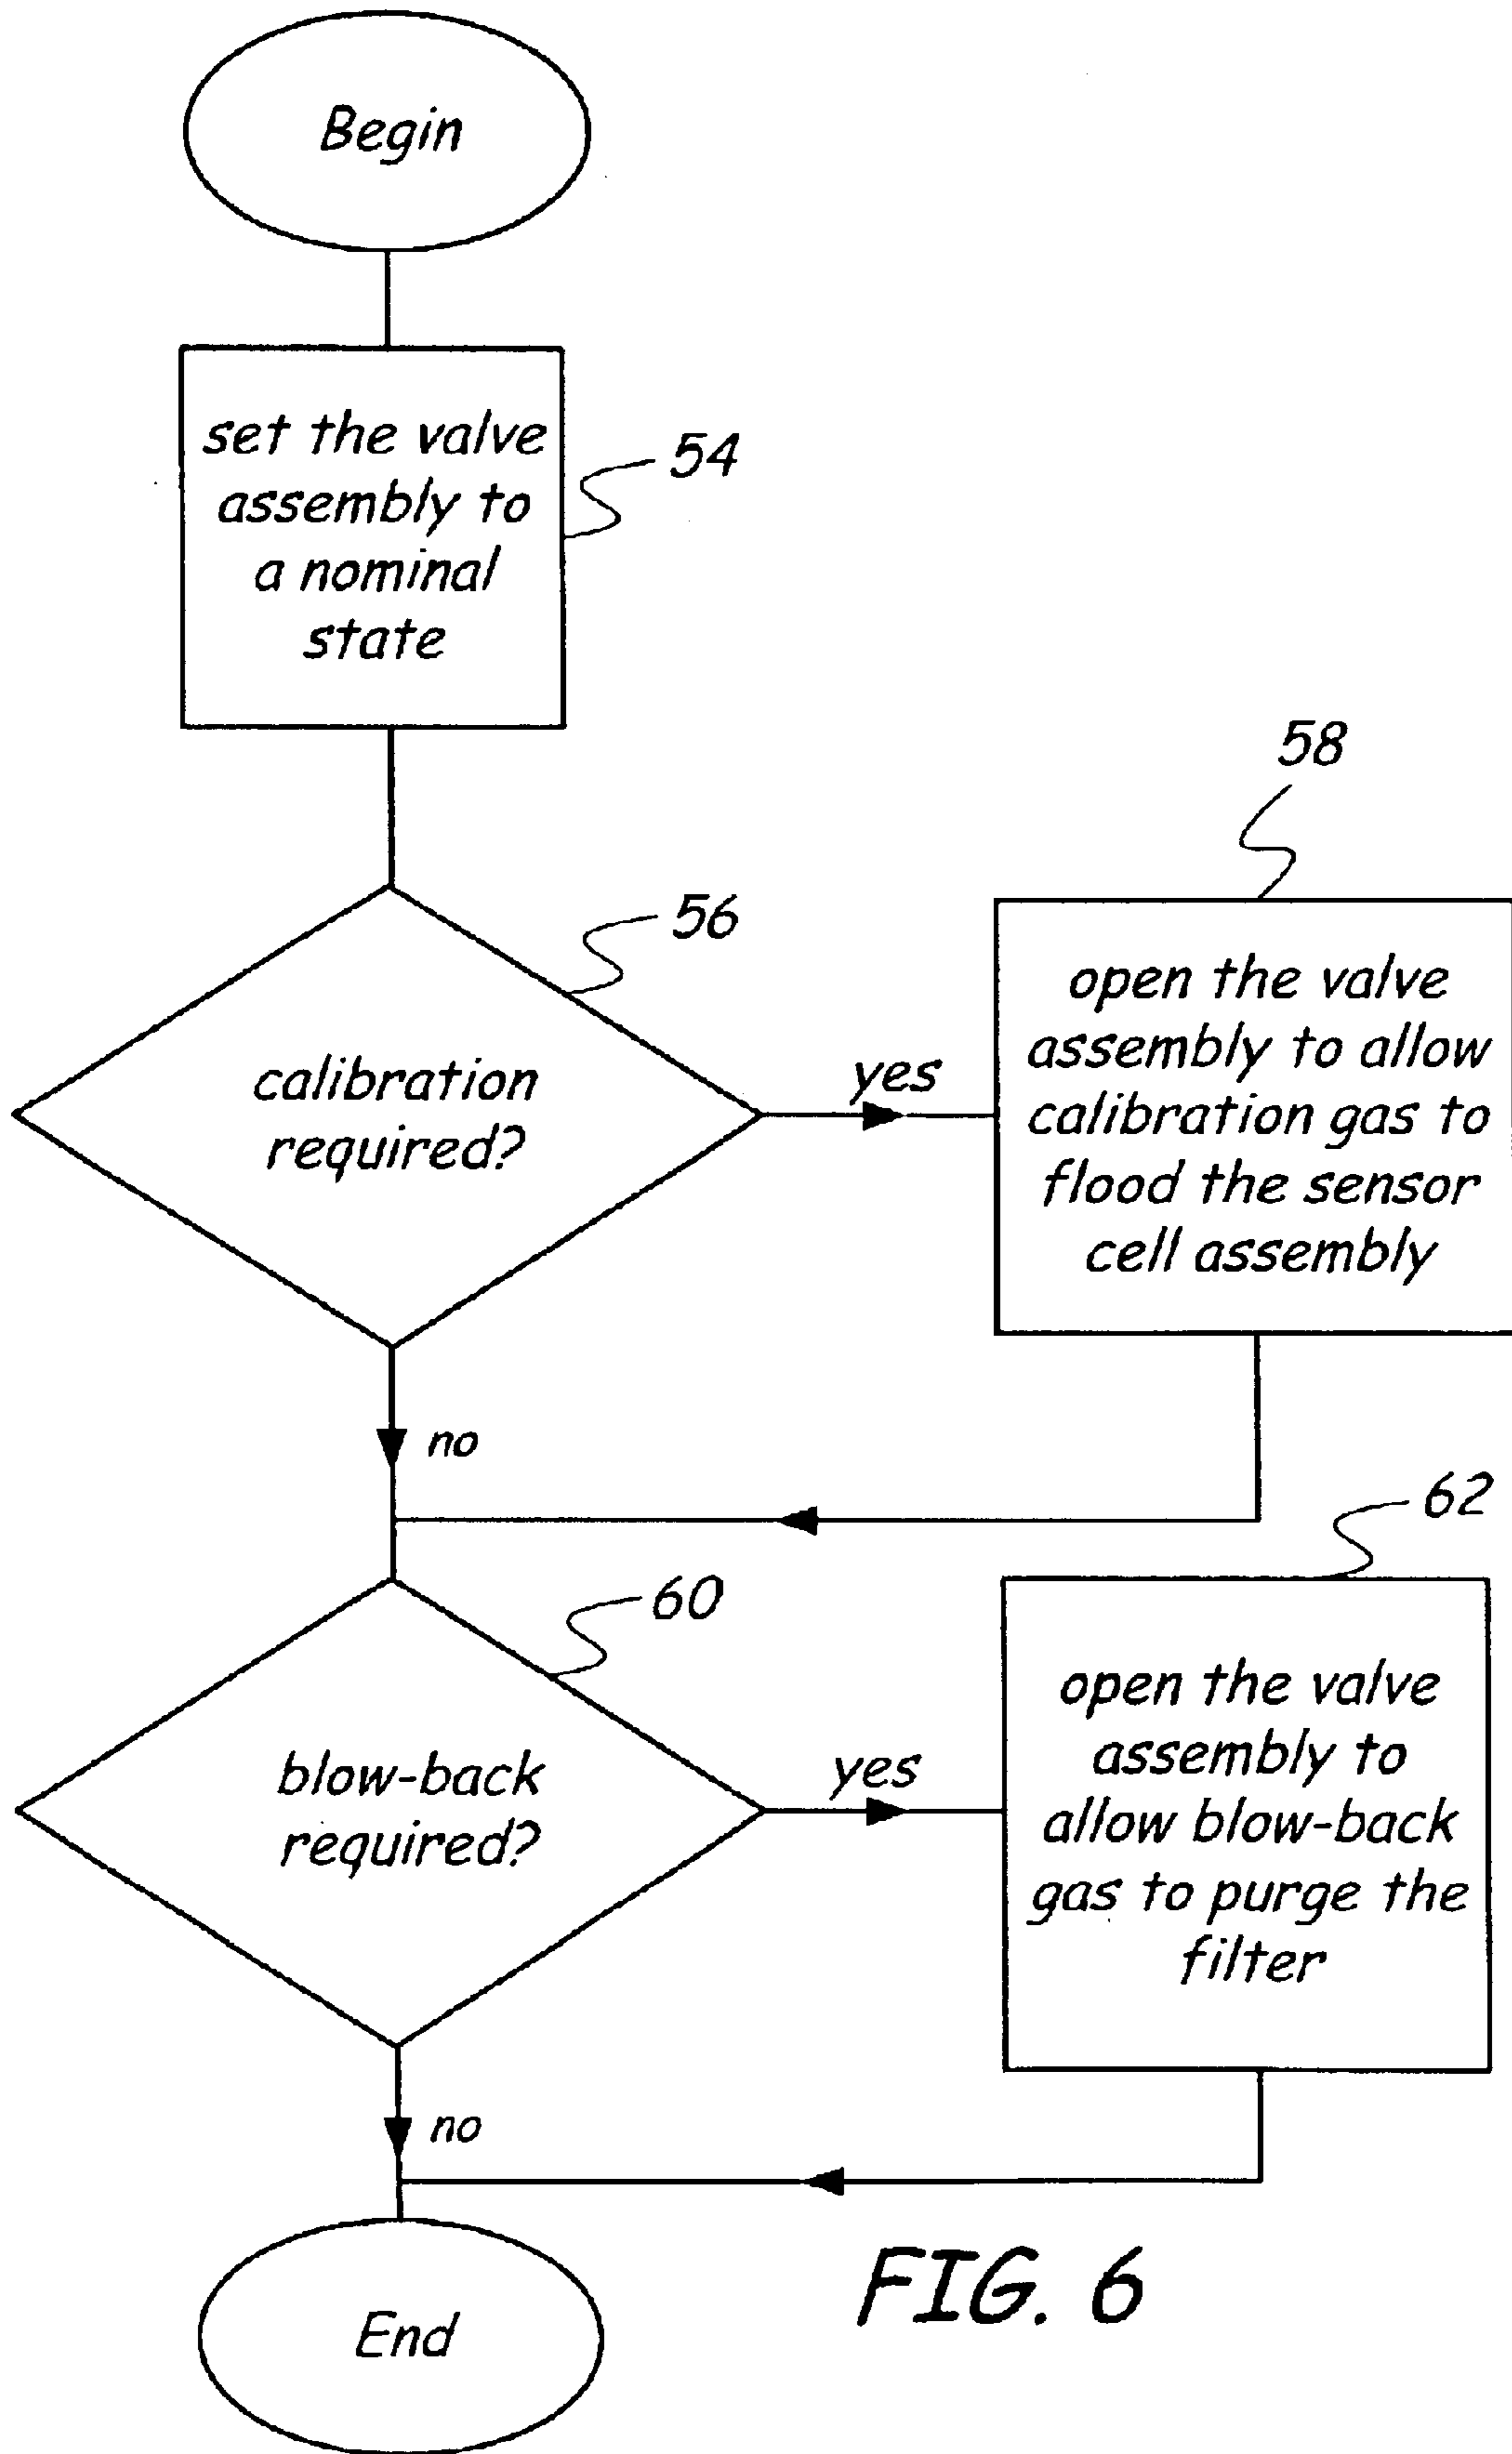 Begin
set the valve
assembly to
a nominal
state
54
56
calibration
required?
yes
58
open the valve
assembly to allow
calibration gas to
flood the sensor
cell assembly
no
60
blow-back
required?
yes
62
open the valve
assembly to
allow blow-back
gas to purge the
filter
no
End
FIG. 6